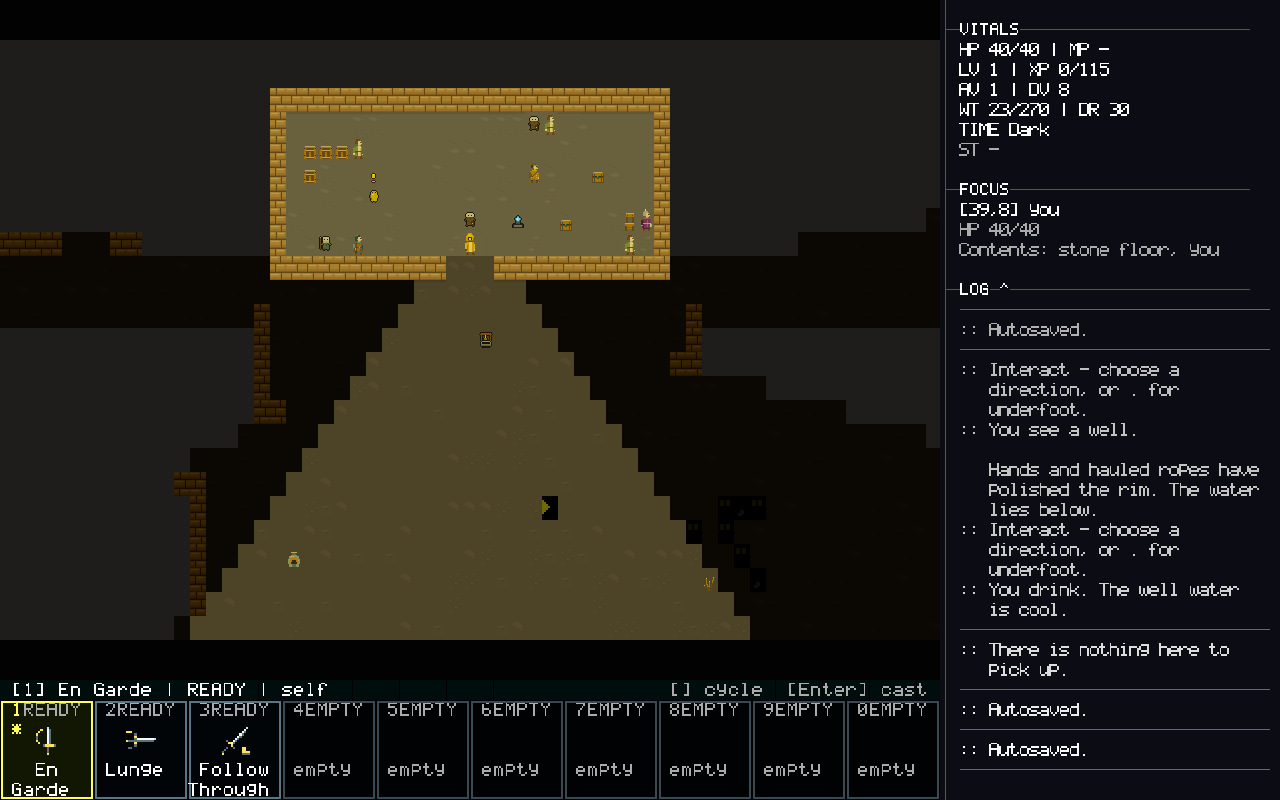 VITALS
HP 40/40 | MP -
LV 1 | XP 0/115
AV 1 | DV 8
WT 23/270 | DR 30
TIME Dark
ST -
FOCUS
[39,8] You
HP 40/40
Contents: stone floor, You
LOG ^
:: Autosaved.
:: Interact - choose a
direction, or . for
underfoot.
:: You see a well.
Hands and hauled ropes have
polished the rim. The water
lies below.
:: Interact - choose a
direction, or . for
underfoot.
:: You drink. The well water
is cool.
:: There is nothing here to
pick up.
:: Autosaved.
:: Autosaved.
[1] En Garde | READY | self
[] cycle [Enter] cast
1READY 2READY 3READY 4EMPTY 5EMPTY 6EMPTY 7EMPTY 8EMPTY 9EMPTY 0EMPTY
*
En Lunge Follow empty empty empty empty empty empty empty
Garde Through